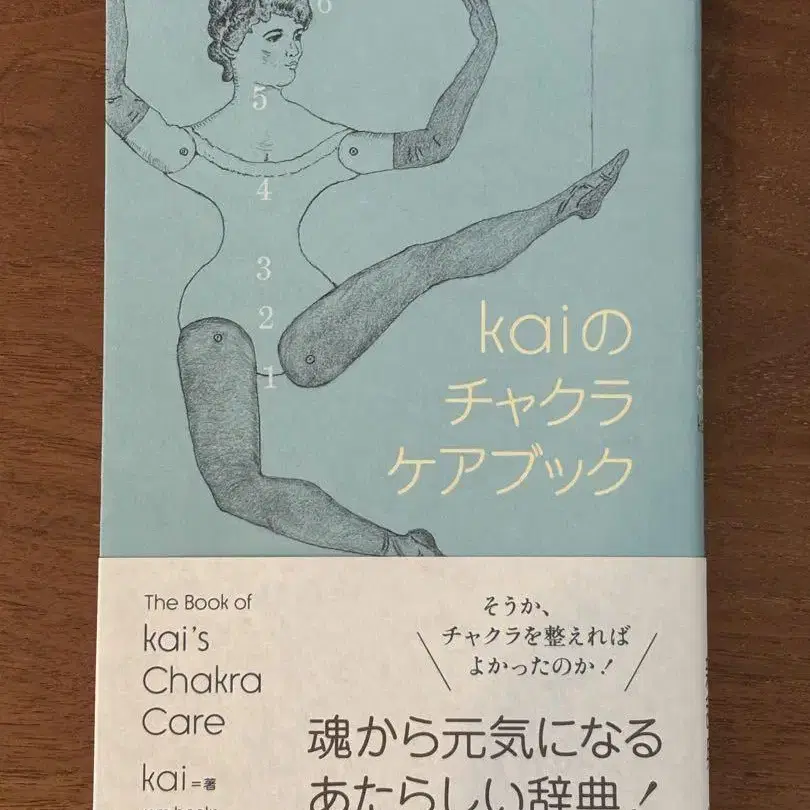 6
5
4
3
2
1
kaiの
チャクラ
ケアブック
The Book of
kai's
Chakra
Care
kai=著
そうか、
チャクラを整えれば
よかったのか!
魂から元気になる
あたらしい辞典!